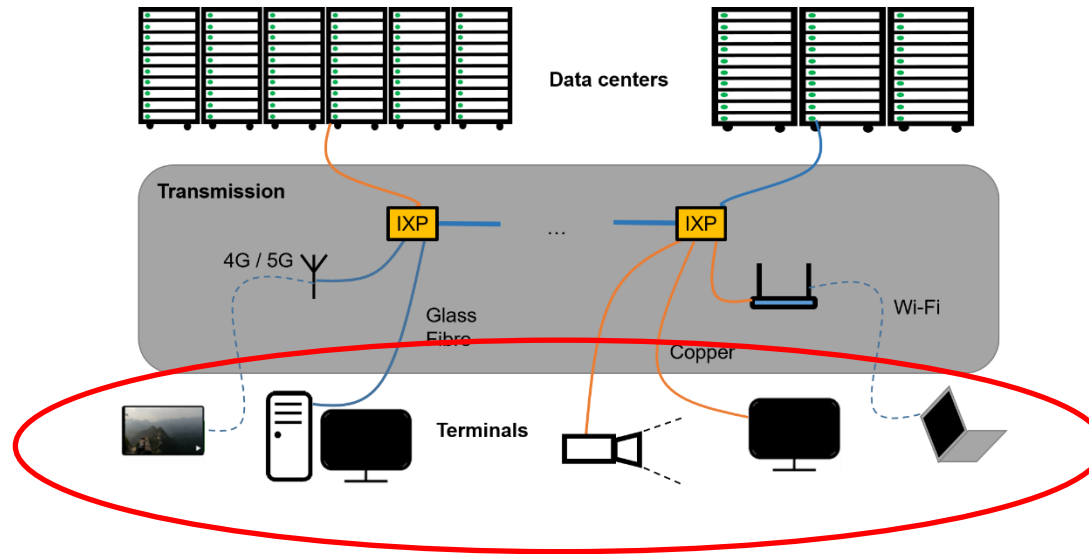 Data centers
Transmission
IXP
...
IXP
4G / 5G
Wi-Fi
Glass
Fibre
Copper
Terminals